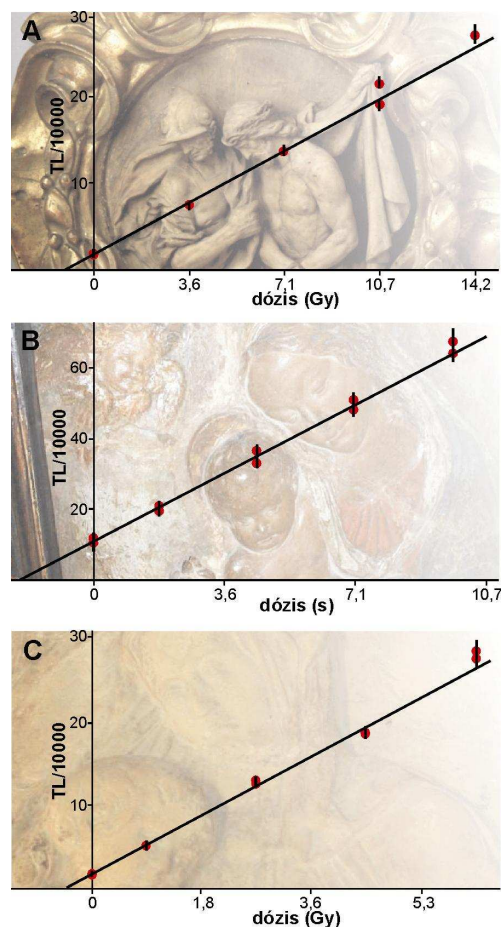 A
30
20
10
TL/10000
0 3,6 7,1 10,7 14,2
dózis (Gy)
B
60
40
20
TL/10000
0 3,6 7,1 10,7
dózis (s)
C
30
20
10
TL/10000
0 1,8 3,6 5,3
dózis (Gy)